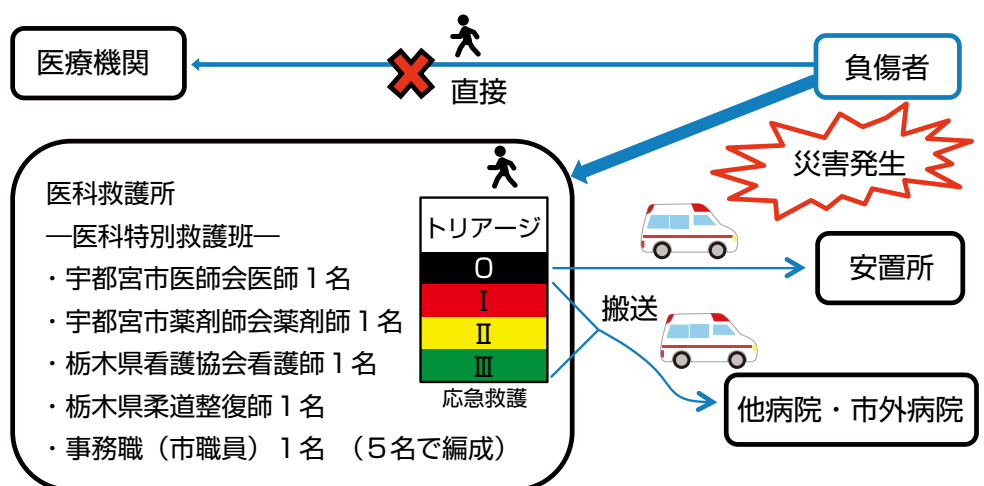 医療機関
直接
負傷者
災害発生
医科救護所
―医科特別救護班―
・宇都宮市医師会医師１名
・宇都宮市薬剤師会薬剤師１名
・栃木県看護協会看護師１名
・栃木県柔道整復師１名
・事務職（市職員）１名　（５名で編成）
トリアージ
０
Ⅰ
Ⅱ
Ⅲ
応急救護
搬送
安置所
他病院・市外病院